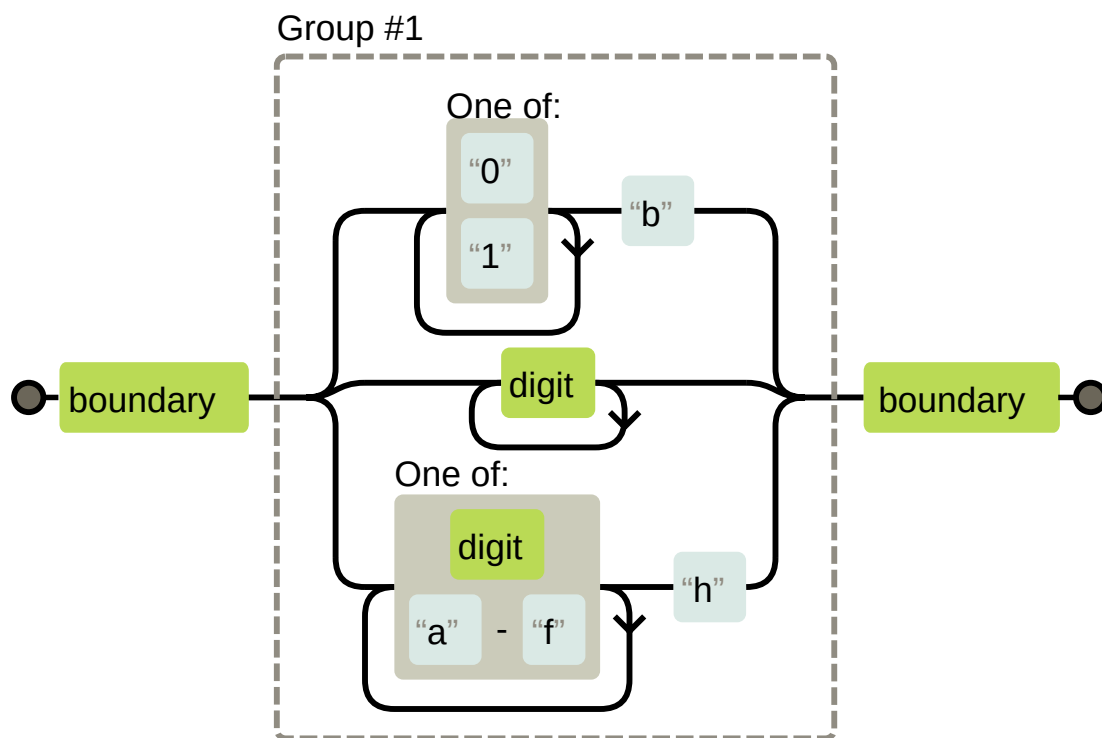 Group #1
One of:
“0”
“1”
“b”
boundary
digit
boundary
One of:
digit
“a” - “f”
“h”